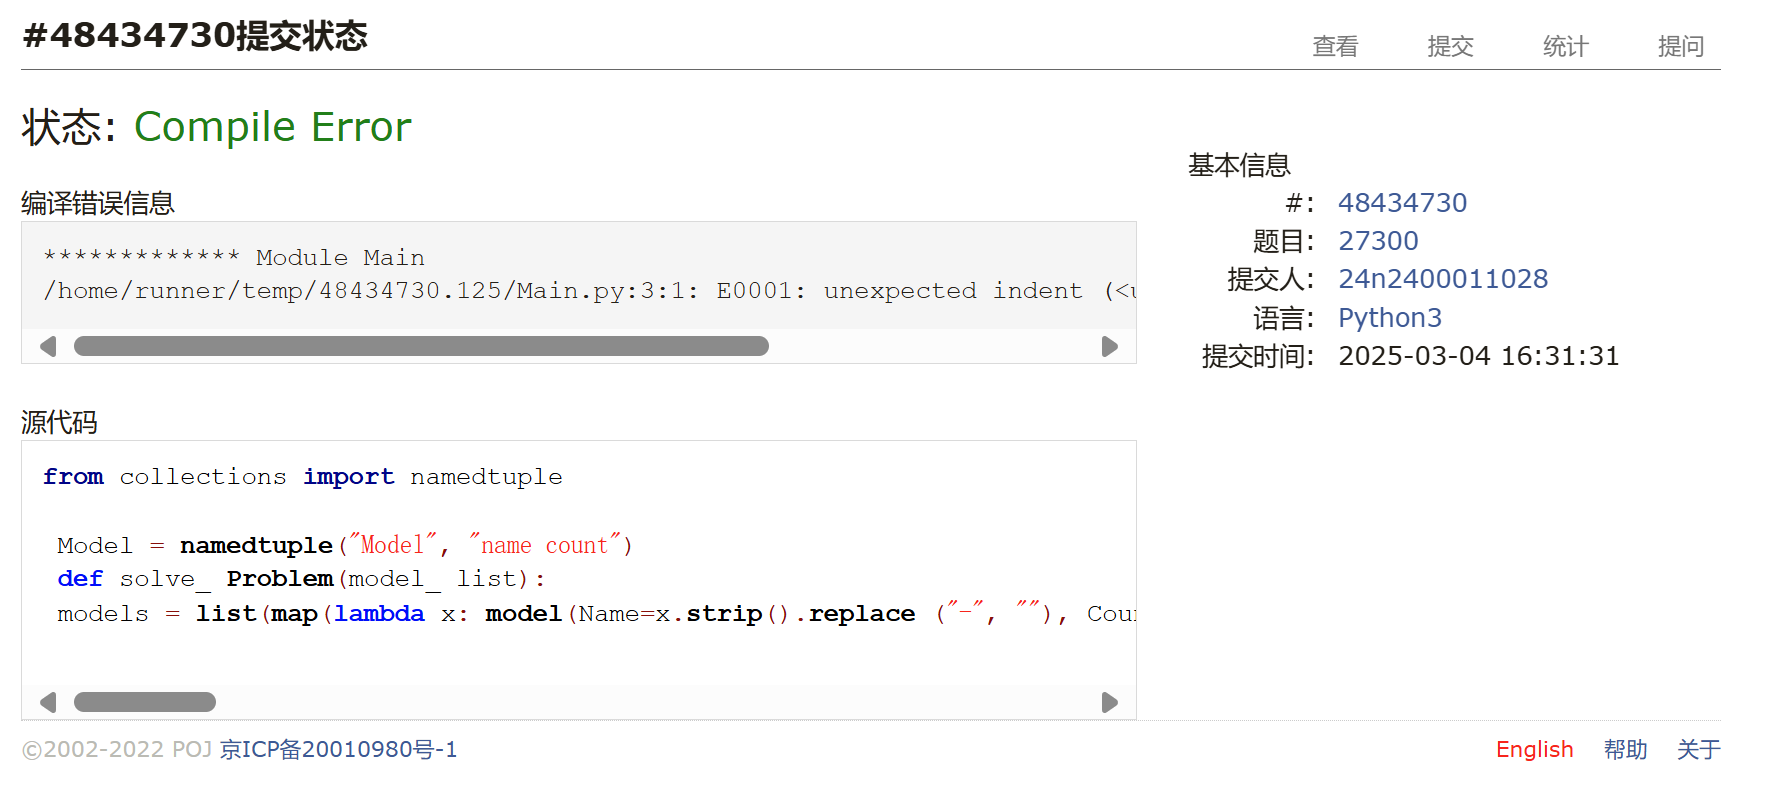 #48434730提交状态
查看 提交 统计 提问
状态: Compile Error
编译错误信息
************* Module Main
/home/runner/temp/48434730.125/Main.py:3:1: E0001: unexpected indent (<u
基本信息
#: 48434730
题目: 27300
提交人: 24n2400011028
语言: Python3
提交时间: 2025-03-04 16:31:31
源代码
from collections import namedtuple
Model = namedtuple("Model", "name count")
def solve_ Problem(model_ list):
models = list(map(lambda x: model(Name=x.strip().replace ("-", ""), Coun
©2002-2022 POJ 京ICP备20010980号-1
English 帮助 关于